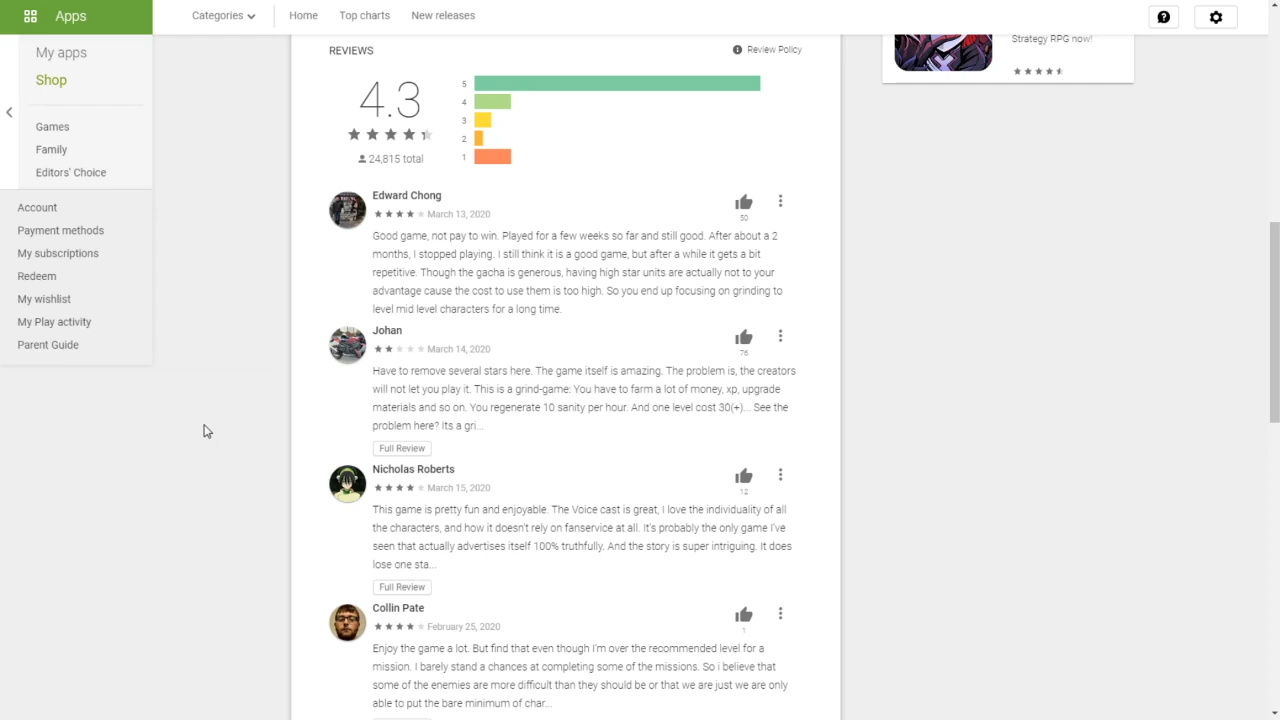 Apps
Categories
Home
Top charts
New releases
My apps
Shop
Games
Family
Editors' Choice
Account
Payment methods
My subscriptions
Redeem
My wishlist
My Play activity
Parent Guide
Strategy RPG now!
REVIEWS
Review Policy
4.3
24,815 total
5
4
3
2
1
Edward Chong
March 13, 2020
50
Good game, not pay to win. Played for a few weeks so far and still good. After about a 2
months, I stopped playing. I still think it is a good game, but after a while it gets a bit
repetitive. Though the gacha is generous, having high star units are actually not to your
advantage cause the cost to use them is too high. So you end up focusing on grinding to
level mid level characters for a long time.
Johan
March 14, 2020
76
Have to remove several stars here. The game itself is amazing. The problem is, the creators
will not let you play it. This is a grind-game: You have to farm a lot of money, xp, upgrade
materials and so on. You regenerate 10 sanity per hour. And one level cost 30(+)... See the
problem here? Its a gri...
Full Review
Nicholas Roberts
March 15, 2020
12
This game is pretty fun and enjoyable. The Voice cast is great, I love the individuality of all
the characters, and how it doesn't rely on fanservice at all. It's probably the only game I've
seen that actually advertises itself 100% truthfully. And the story is super intriguing. It does
lose one sta...
Full Review
Collin Pate
February 25, 2020
1
Enjoy the game a lot. But find that even though I'm over the recommended level for a
mission. I barely stand a chances at completing some of the missions. So i believe that
some of the enemies are more difficult than they should be or that we are just we are only
able to put the bare minimum of char...